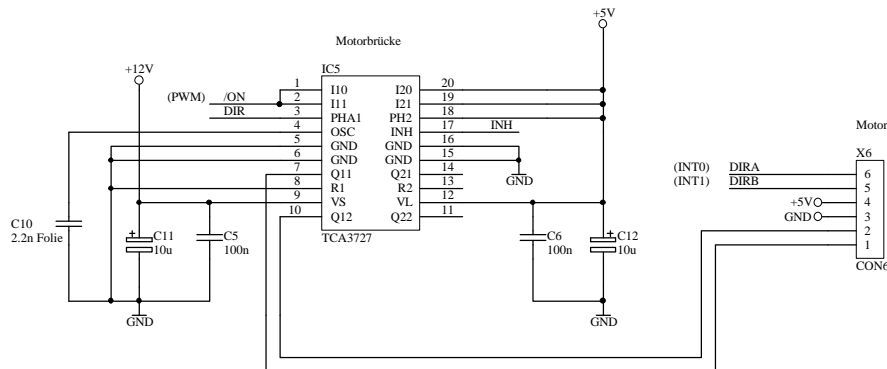 +5V
Motorbrücke
+12V
IC5
(PWM) /ON
DIR
1 I10 I20 20
2 I11 I21 19
3 PHA1 PH2 18
4 OSC INH 17 INH
5 GND GND 16
6 GND GND 15
7 Q11 Q21 14
8 R1 R2 13
9 VS VL 12
10 Q12 Q22 11
TCA3727
GND
Motor
X6
(INT0) DIRA 6
(INT1) DIRB 5
+5V 4
GND 3
2
1
CON6
C10
2.2n Folie
+ C11
10u
C5
100n
C6
100n
+ C12
10u
GND
GND